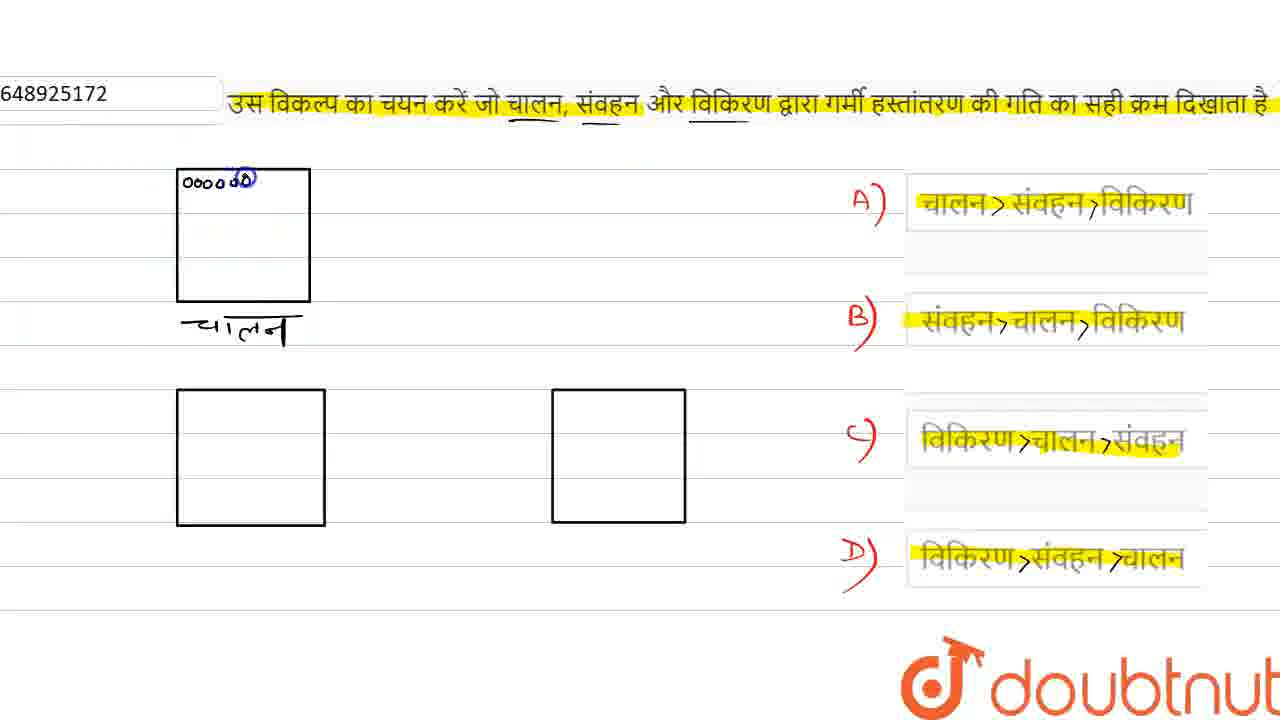 648925172
उस विकल्प का चयन करें जो चालन, संवहन और विकिरण द्वारा गर्मी हस्तांतरण की गति का सही क्रम दिखाता है
A) चालन > संवहन > विकिरण
B) संवहन > चालन > विकिरण
चालन
C) विकिरण > चालन > संवहन
D) विकिरण > संवहन > चालन
doubtnut